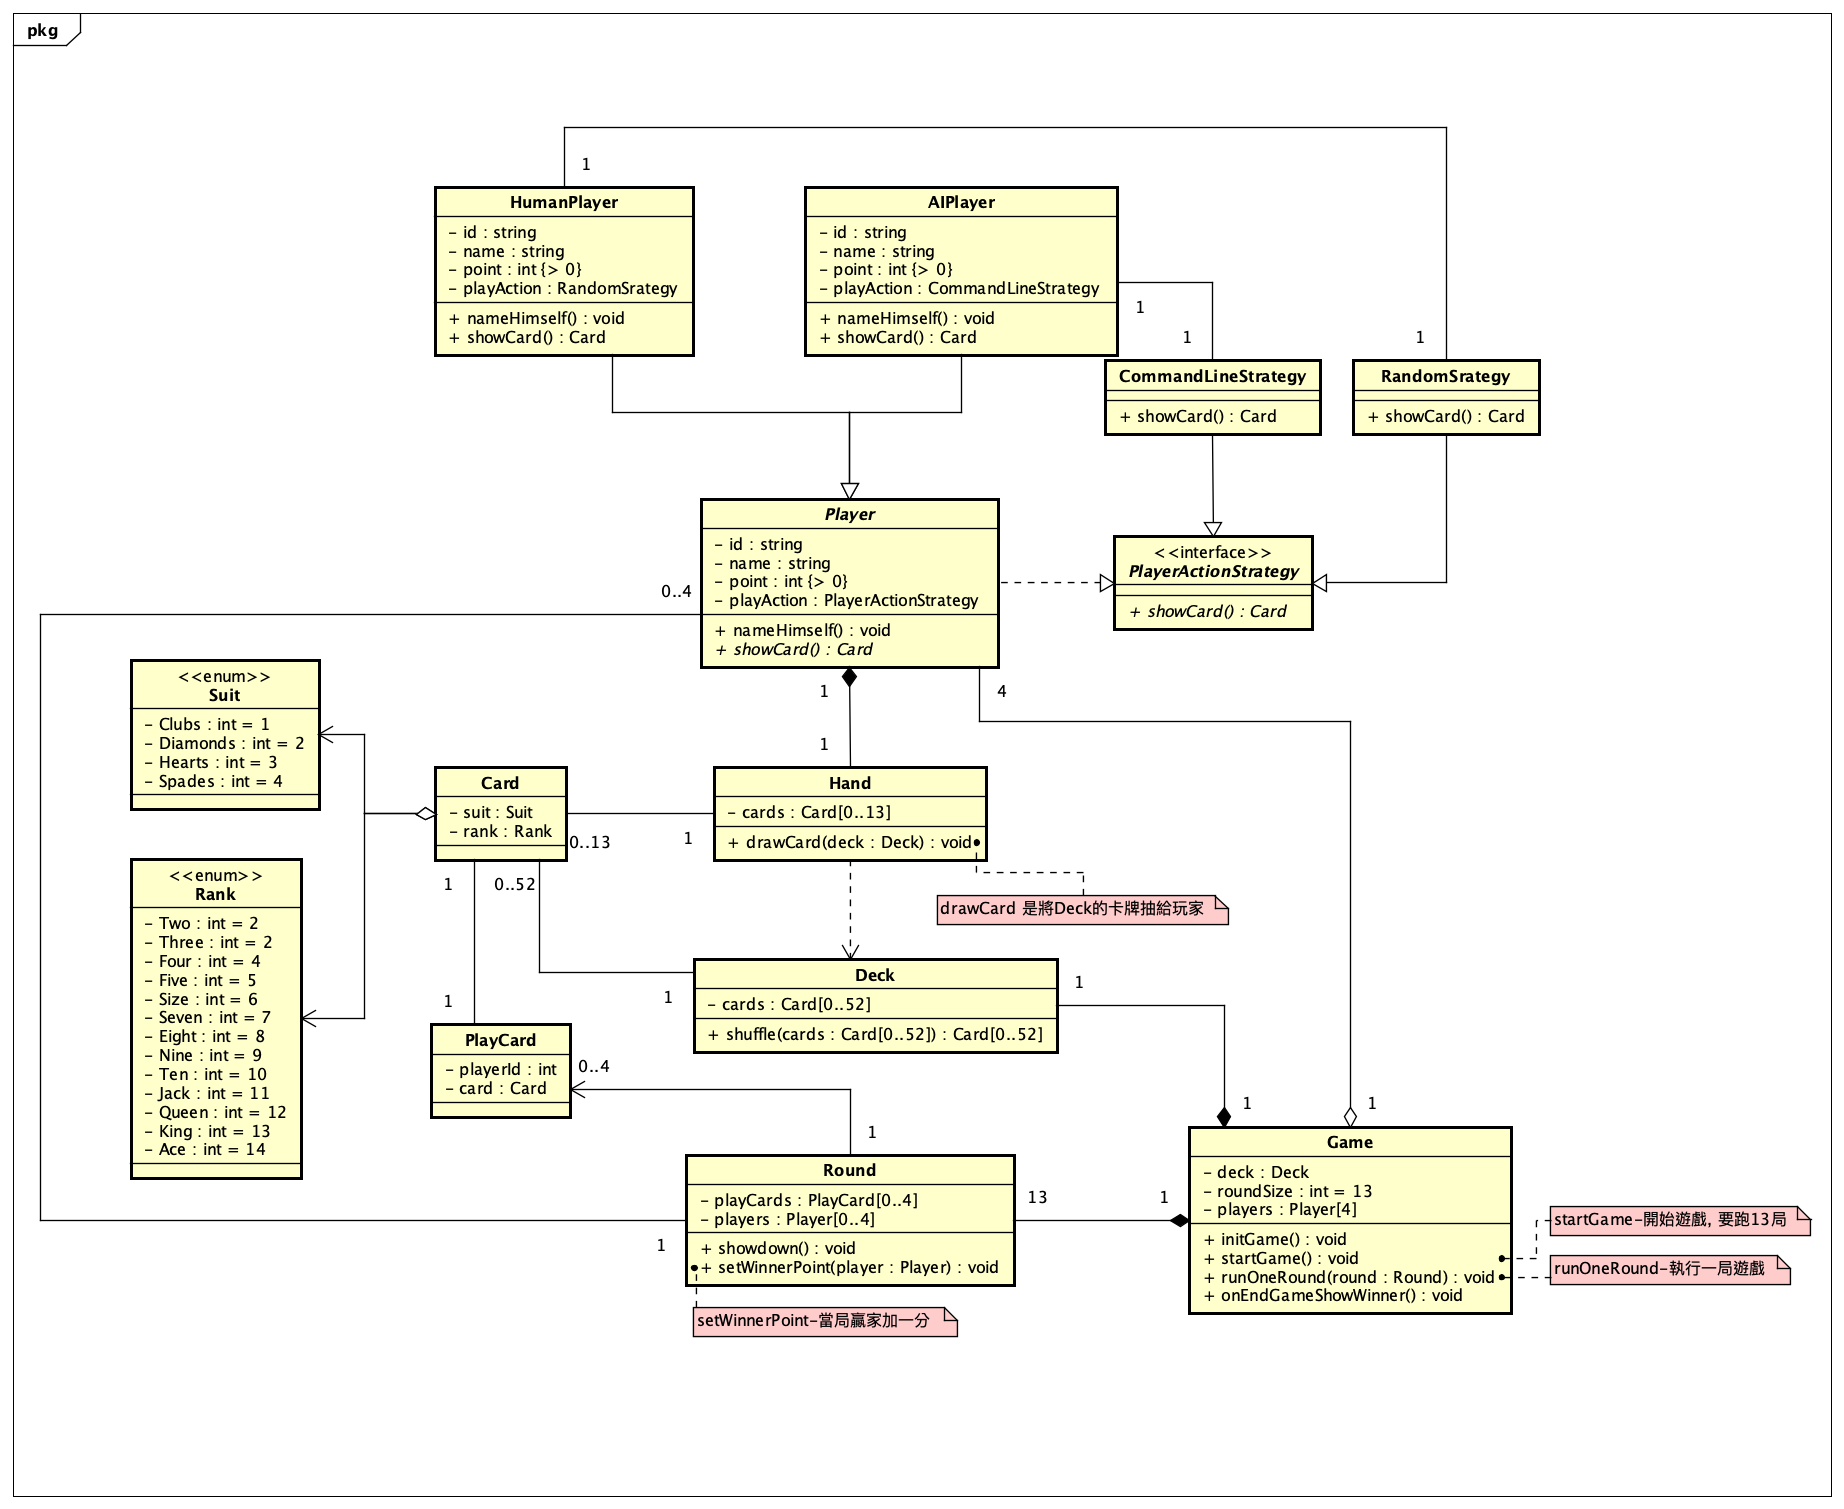 pkg
1
HumanPlayer
- id : string
- name : string
- point : int {> 0}
- playAction : RandomSrategy
+ nameHimself() : void
+ showCard() : Card
AIPlayer
- id : string
- name : string
- point : int {> 0}
- playAction : CommandLineStrategy
+ nameHimself() : void
+ showCard() : Card
1
1
1
CommandLineStrategy
+ showCard() : Card
RandomSrategy
+ showCard() : Card
Player
- id : string
- name : string
- point : int {> 0}
- playAction : PlayerActionStrategy
+ nameHimself() : void
+ showCard() : Card
<<interface>>
PlayerActionStrategy
+ showCard() : Card
0..4
1
4
1
<<enum>>
Suit
- Clubs : int = 1
- Diamonds : int = 2
- Hearts : int = 3
- Spades : int = 4
Card
- suit : Suit
- rank : Rank
0..13
1
Hand
- cards : Card[0..13]
+ drawCard(deck : Deck) : void
drawCard 是將Deck的卡牌抽給玩家
<<enum>>
Rank
- Two : int = 2
- Three : int = 2
- Four : int = 4
- Five : int = 5
- Size : int = 6
- Seven : int = 7
- Eight : int = 8
- Nine : int = 9
- Ten : int = 10
- Jack : int = 11
- Queen : int = 12
- King : int = 13
- Ace : int = 14
1
0..52
1
1
Deck
- cards : Card[0..52]
+ shuffle(cards : Card[0..52]) : Card[0..52]
1
PlayCard
- playerId : int
- card : Card
0..4
1
1
1
Round
- playCards : PlayCard[0..4]
- players : Player[0..4]
+ showdown() : void
+ setWinnerPoint(player : Player) : void
13
1
1
setWinnerPoint-當局贏家加一分
Game
- deck : Deck
- roundSize : int = 13
- players : Player[4]
+ initGame() : void
+ startGame() : void
+ runOneRound(round : Round) : void
+ onEndGameShowWinner() : void
startGame-開始遊戲, 要跑13局
runOneRound-執行一局遊戲